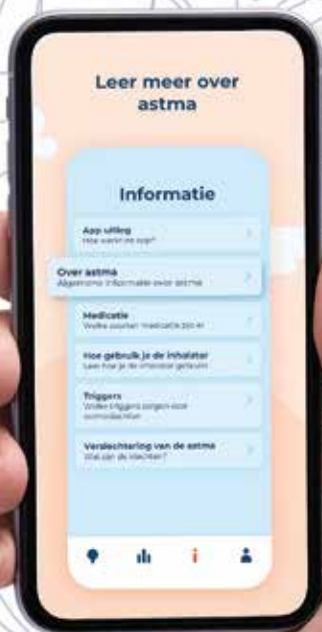 Leer meer over
astma
Informatie
App uitleg
Hoe werkt de app?
Over astma
Algemene informatie over astma
Medicatie
Welke soorten medicatie zijn er
Hoe gebruik je de inhalator
Leer hoe je de inhalator gebruikt
Triggers
Welke triggers zorgen voor
Verslechtering van de astma
Wat zijn de klachten?
i